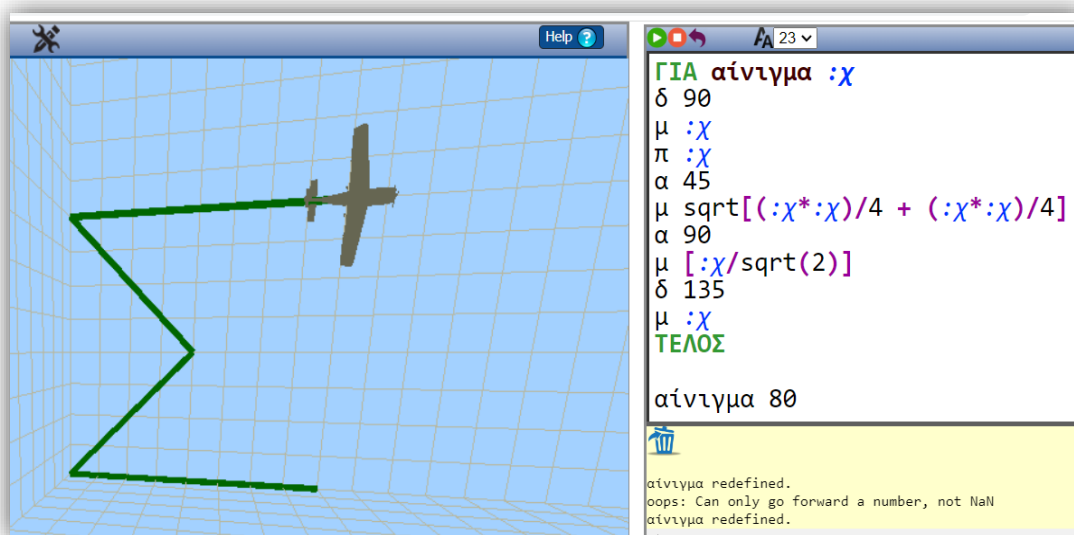 Help ?
AA 23
ΓΙΑ αίνιγμα :χ
δ 90
μ :χ
π :χ
α 45
μ sqrt[(:χ*:χ)/4 + (:χ*:χ)/4]
α 90
μ [:χ/sqrt(2)]
δ 135
μ :χ
ΤΕΛΟΣ
αίνιγμα 80
αίνιγμα redefined.
oops: Can only go forward a number, not NaN
αίνιγμα redefined.